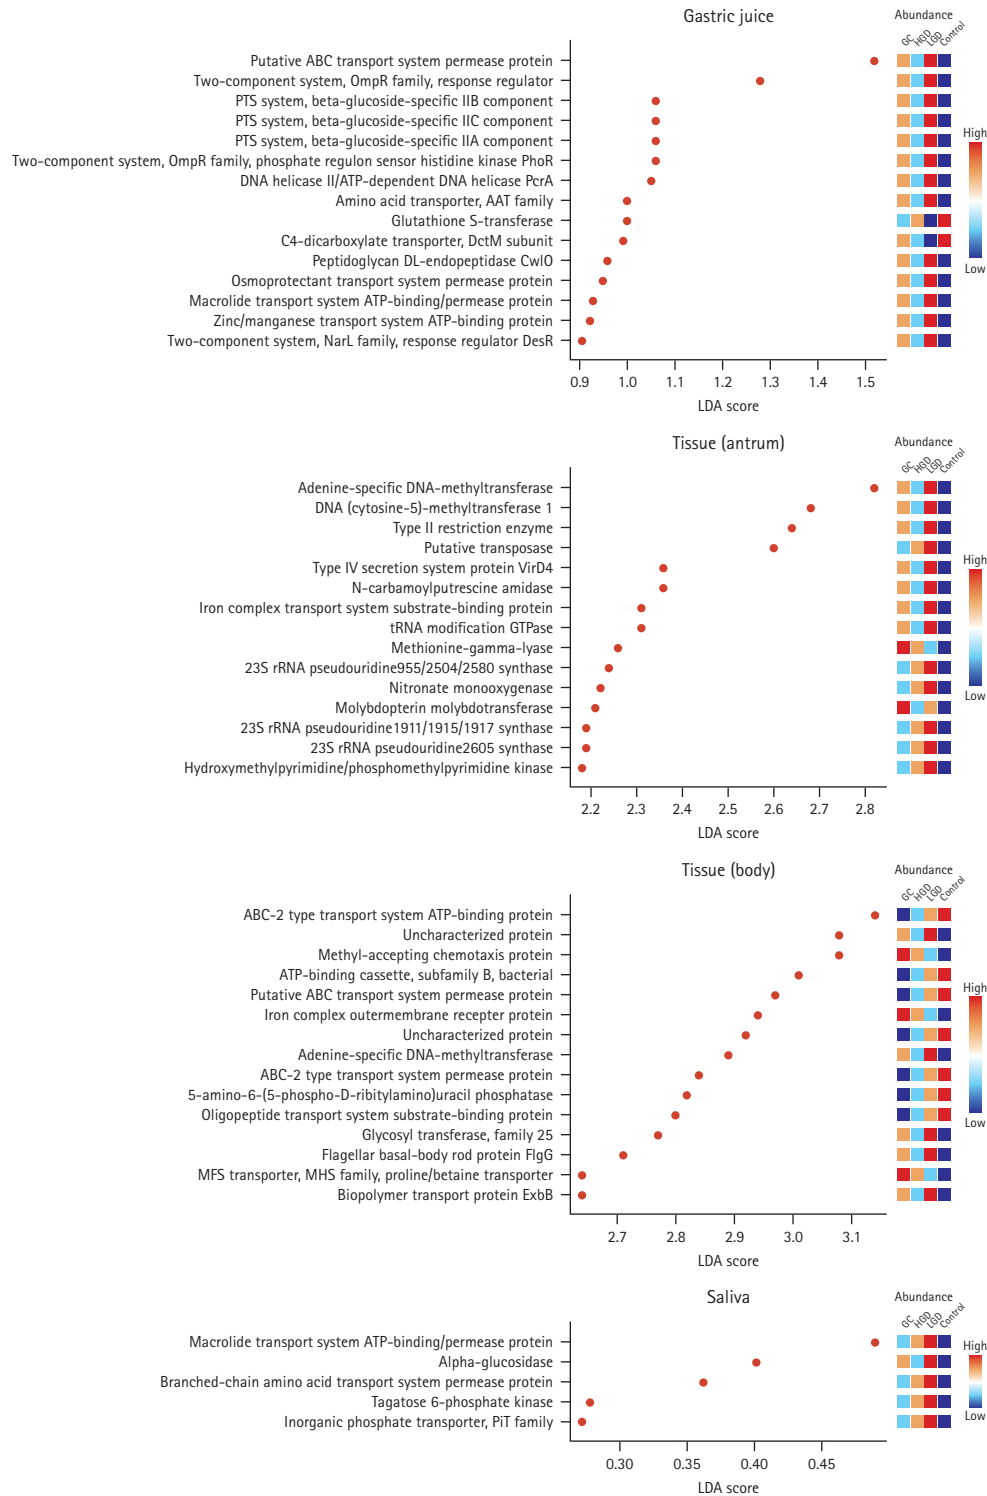 Gastric juice
Abundance
GC HGD LGD Control
Putative ABC transport system permease protein
Two-component system, OmpR family, response regulator
PTS system, beta-glucoside-specific IIB component
PTS system, beta-glucoside-specific IIC component
PTS system, beta-glucoside-specific IIA component
Two-component system, OmpR family, phosphate regulon sensor histidine kinase PhoR
DNA helicase II/ATP-dependent DNA helicase PcrA
Amino acid transporter, AAT family
Glutathione S-transferase
C4-dicarboxylate transporter, DctM subunit
Peptidoglycan DL-endopeptidase CwlO
Osmoprotectant transport system permease protein
Macrolide transport system ATP-binding/permease protein
Zinc/manganese transport system ATP-binding protein
Two-component system, NarL family, response regulator DesR
High
Low
0.9 1.0 1.1 1.2 1.3 1.4 1.5
LDA score
Tissue (antrum)
Abundance
GC HGD LGD Control
Adenine-specific DNA-methyltransferase
DNA (cytosine-5)-methyltransferase 1
Type II restriction enzyme
Putative transposase
Type IV secretion system protein VirD4
N-carbamoylputrescine amidase
Iron complex transport system substrate-binding protein
tRNA modification GTPase
Methionine-gamma-lyase
23S rRNA pseudouridine955/2504/2580 synthase
Nitronate monooxygenase
Molybdopterin molybdotransferase
23S rRNA pseudouridine1911/1915/1917 synthase
23S rRNA pseudouridine2605 synthase
Hydroxymethylpyrimidine/phosphomethylpyrimidine kinase
High
Low
2.2 2.3 2.4 2.5 2.6 2.7 2.8
LDA score
Tissue (body)
Abundance
GC HGD LGD Control
ABC-2 type transport system ATP-binding protein
Uncharacterized protein
Methyl-accepting chemotaxis protein
ATP-binding cassette, subfamily B, bacterial
Putative ABC transport system permease protein
Iron complex outermembrane recepter protein
Uncharacterized protein
Adenine-specific DNA-methyltransferase
ABC-2 type transport system permease protein
5-amino-6-(5-phospho-D-ribitylamino)uracil phosphatase
Oligopeptide transport system substrate-binding protein
Glycosyl transferase, family 25
Flagellar basal-body rod protein FlgG
MFS transporter, MHS family, proline/betaine transporter
Biopolymer transport protein ExbB
High
Low
2.7 2.8 2.9 3.0 3.1
LDA score
Saliva
Abundance
GC HGD LGD Control
Macrolide transport system ATP-binding/permease protein
Alpha-glucosidase
Branched-chain amino acid transport system permease protein
Tagatose 6-phosphate kinase
Inorganic phosphate transporter, PiT family
High
Low
0.30 0.35 0.40 0.45
LDA score